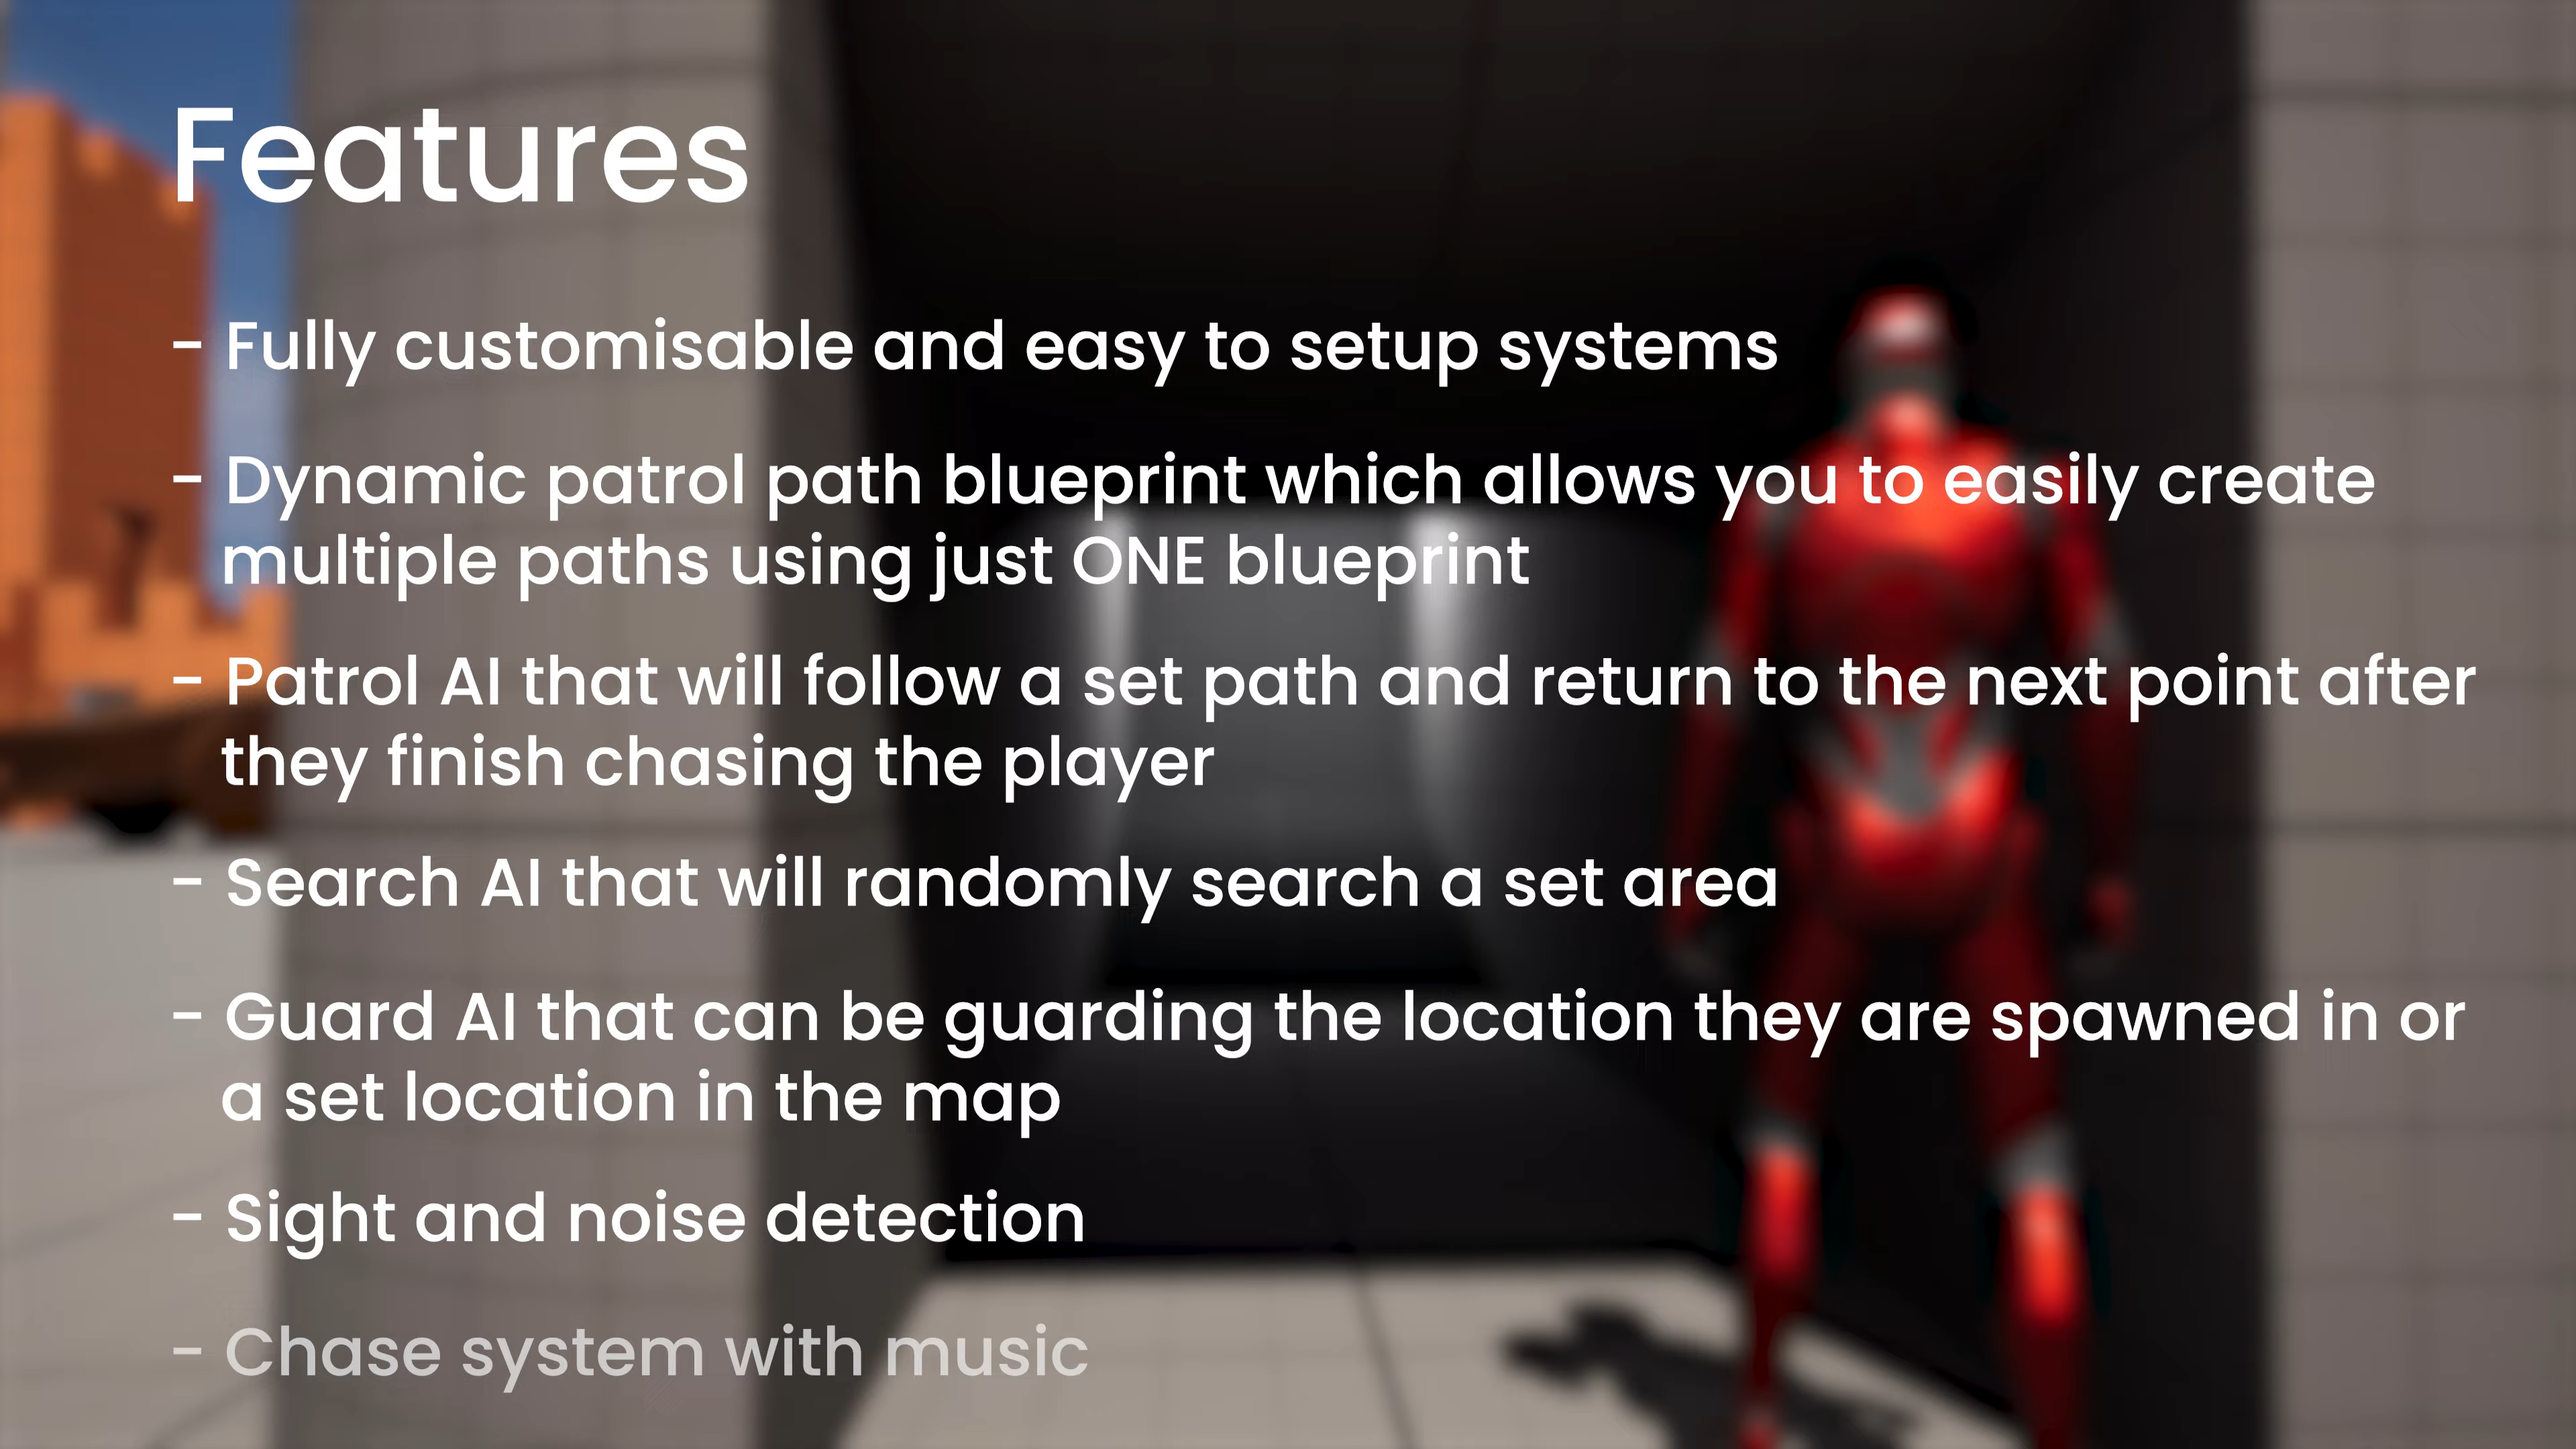 Features
- Fully customisable and easy to setup systems
- Dynamic patrol path blueprint which allows you to easily create
multiple paths using just ONE blueprint
- Patrol AI that will follow a set path and return to the next point after
they finish chasing the player
- Search AI that will randomly search a set area
- Guard AI that can be guarding the location they are spawned in or
a set location in the map
- Sight and noise detection
- Chase system with music